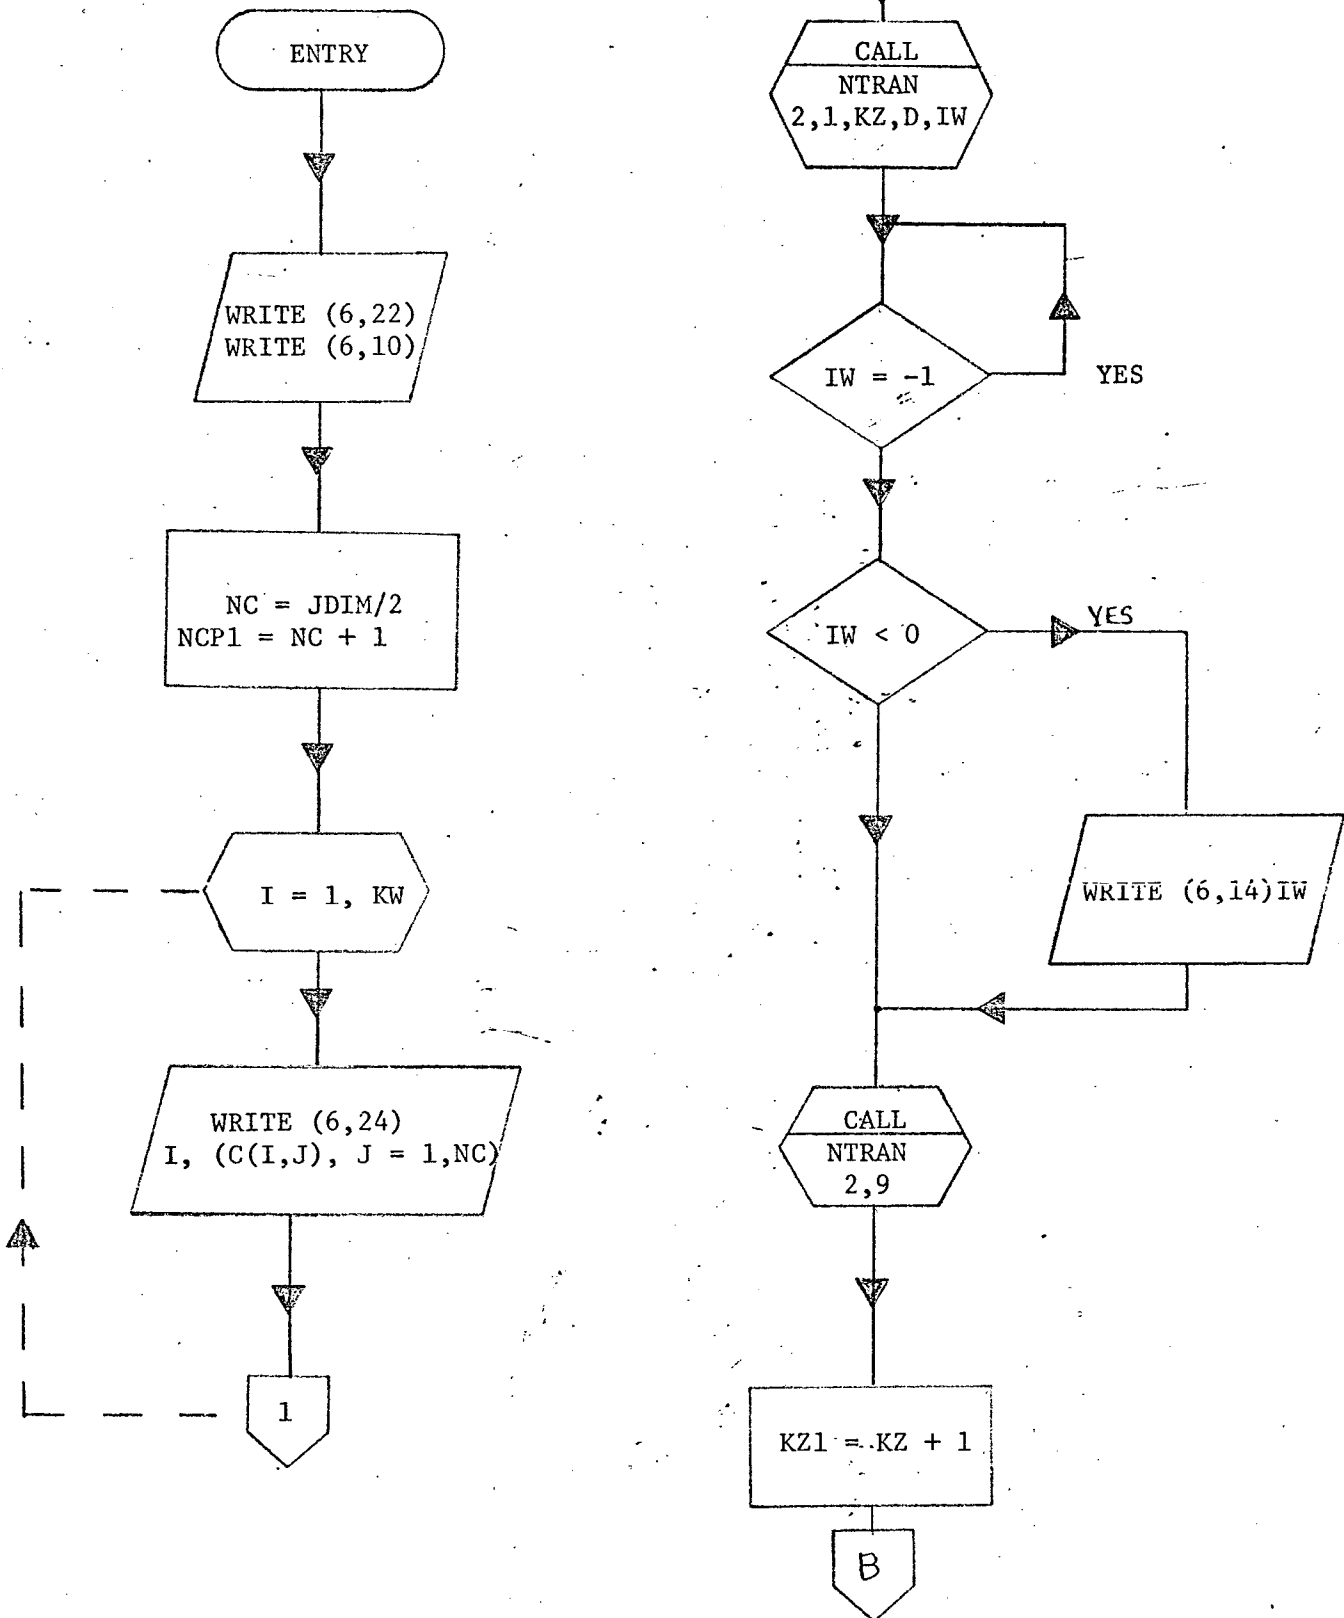 ENTRY
WRITE (6,22)
WRITE (6,10)
NC = JDIM/2
NCP1 = NC + 1
I = 1, KW
WRITE (6,24)
I, (C(I,J), J = 1,NC)
1
CALL
NTRAN
2,1,KZ,D,IW
IW = -1
YES
IW < 0
YES
WRITE (6,14)IW
CALL
NTRAN
2,9
KZ1 = KZ + 1
B